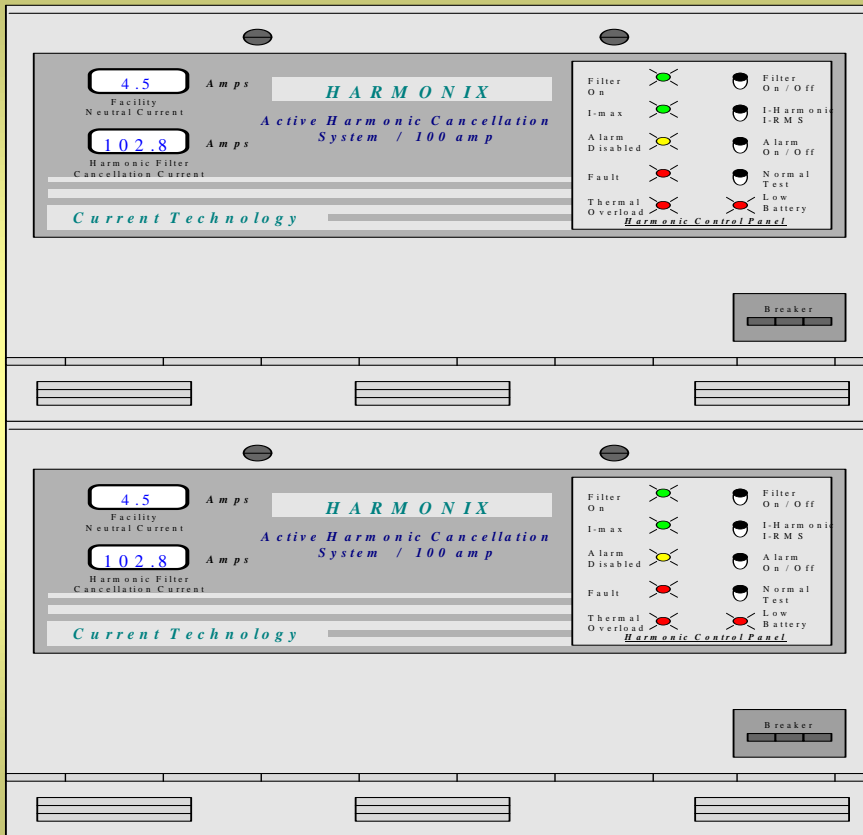 4.5 Amps
Facility
Neutral Current
102.8 Amps
Harmonic Filter
Cancellation Current
HARMONIX
Active Harmonic Cancellation
System / 100 amp
Current Technology
Filter
On
Filter
On / Off
I-max
I-Harmonic
I-RMS
Alarm
Disabled
Alarm
On / Off
Fault
Normal
Test
Thermal
Overload
Low
Battery
Harmonic Control Panel
Breaker
4.5 Amps
Facility
Neutral Current
102.8 Amps
Harmonic Filter
Cancellation Current
HARMONIX
Active Harmonic Cancellation
System / 100 amp
Current Technology
Filter
On
Filter
On / Off
I-max
I-Harmonic
I-RMS
Alarm
Disabled
Alarm
On / Off
Fault
Normal
Test
Thermal
Overload
Low
Battery
Harmonic Control Panel
Breaker